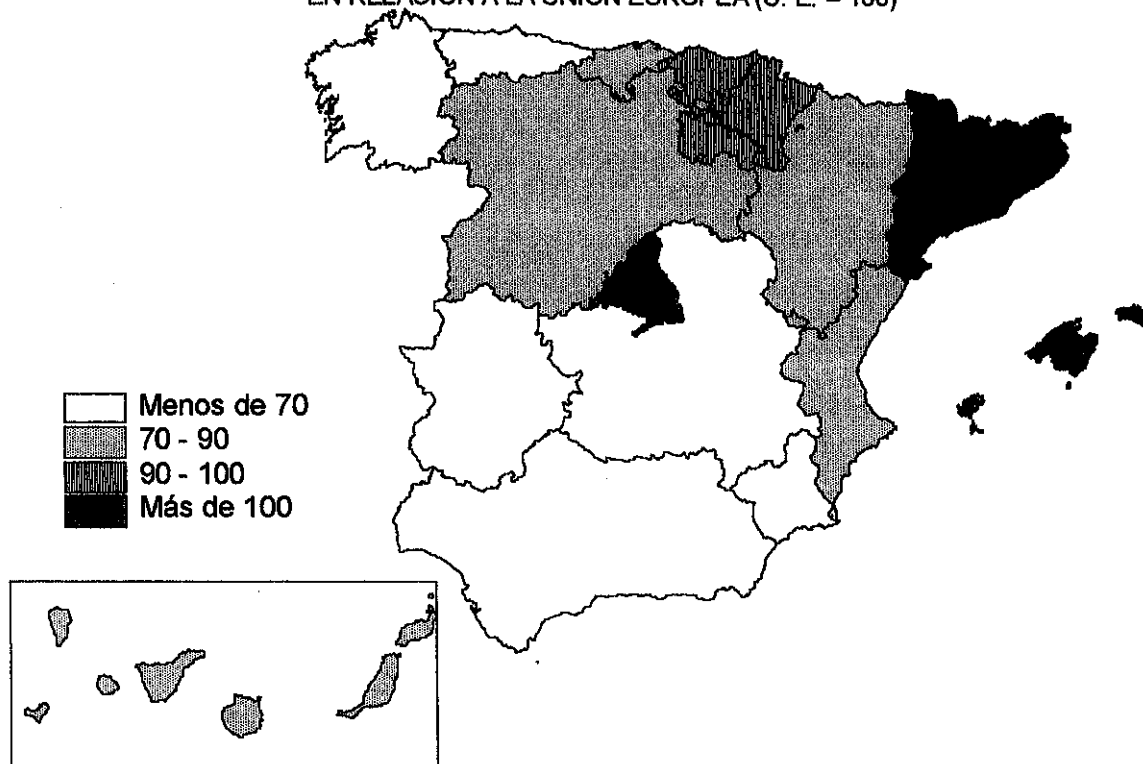 EN RELACIÓN A LA UNIÓN EUROPEA (U. E. = 100)
Menos de 70
70 - 90
90 - 100
Más de 100